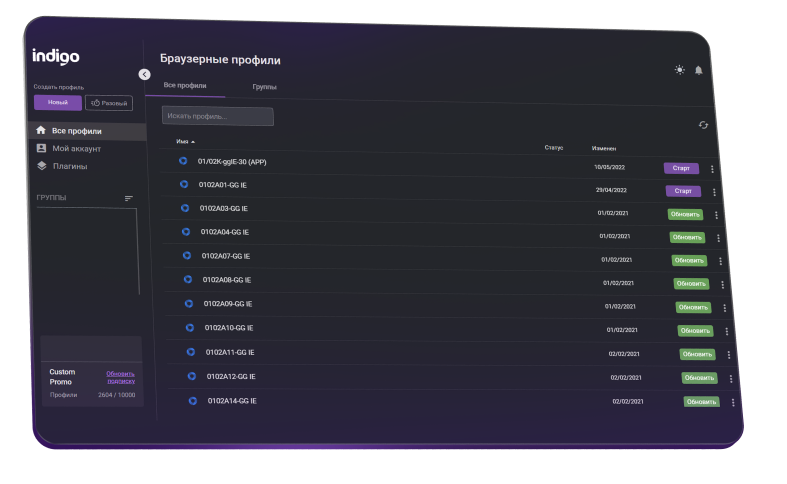 indigo
Создать профиль
Новый
Разовый
Все профили
Мой аккаунт
Плагины
ГРУППЫ
Custom Promo
Обновить подписку
Профили 2604 / 10000
Браузерные профили
Все профили Группы
Искать профиль...
Имя Статус Изменен
01/02K-ggIE-30 (APP) 10/05/2022 Старт
0102A01-GG IE 29/04/2022 Старт
0102A03-GG IE 01/02/2021 Обновить
0102A04-GG IE 01/02/2021 Обновить
0102A07-GG IE 01/02/2021 Обновить
0102A08-GG IE 01/02/2021 Обновить
0102A09-GG IE 01/02/2021 Обновить
0102A10-GG IE 01/02/2021 Обновить
0102A11-GG IE 02/02/2021 Обновить
0102A12-GG IE 02/02/2021 Обновить
0102A14-GG IE 02/02/2021 Обновить